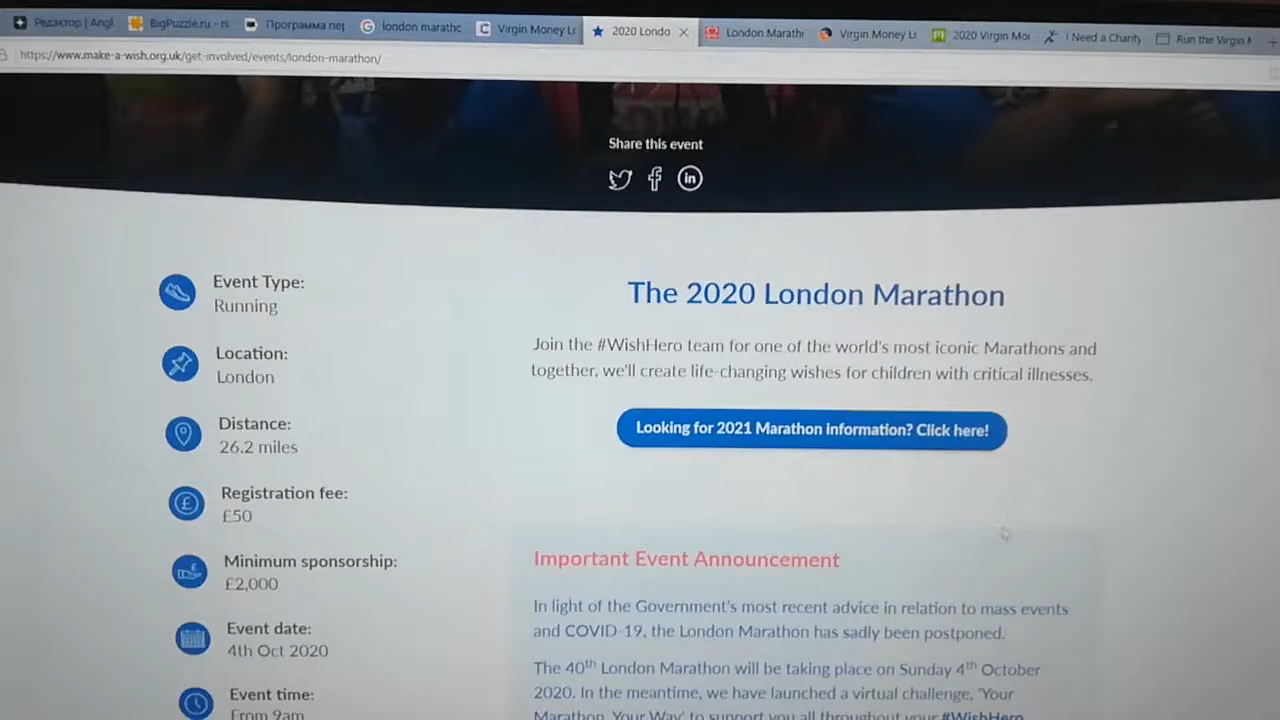 Редактор | Angl
BigPuzzle.ru - п
Программа пер
london marathc
Virgin Money L
2020 Londo
London Marathi
Virgin Money L
2020 Virgin Mo
I Need a Charity
Run the Virgin M
https://www.make-a-wish.org.uk/get-involved/events/london-marathon/
Share this event
in
Event Type:
Running
Location:
London
Distance:
26.2 miles
Registration fee:
£50
Minimum sponsorship:
£2,000
Event date:
4th Oct 2020
Event time:
From 9am
The 2020 London Marathon
Join the #WishHero team for one of the world's most iconic Marathons and
together, we'll create life-changing wishes for children with critical illnesses.
Looking for 2021 Marathon information? Click here!
Important Event Announcement
In light of the Government's most recent advice in relation to mass events
and COVID-19, the London Marathon has sadly been postponed.
The 40th London Marathon will be taking place on Sunday 4th October
2020. In the meantime, we have launched a virtual challenge, 'Your
Marathon, Your Way' to support you all throughout your #WishHero